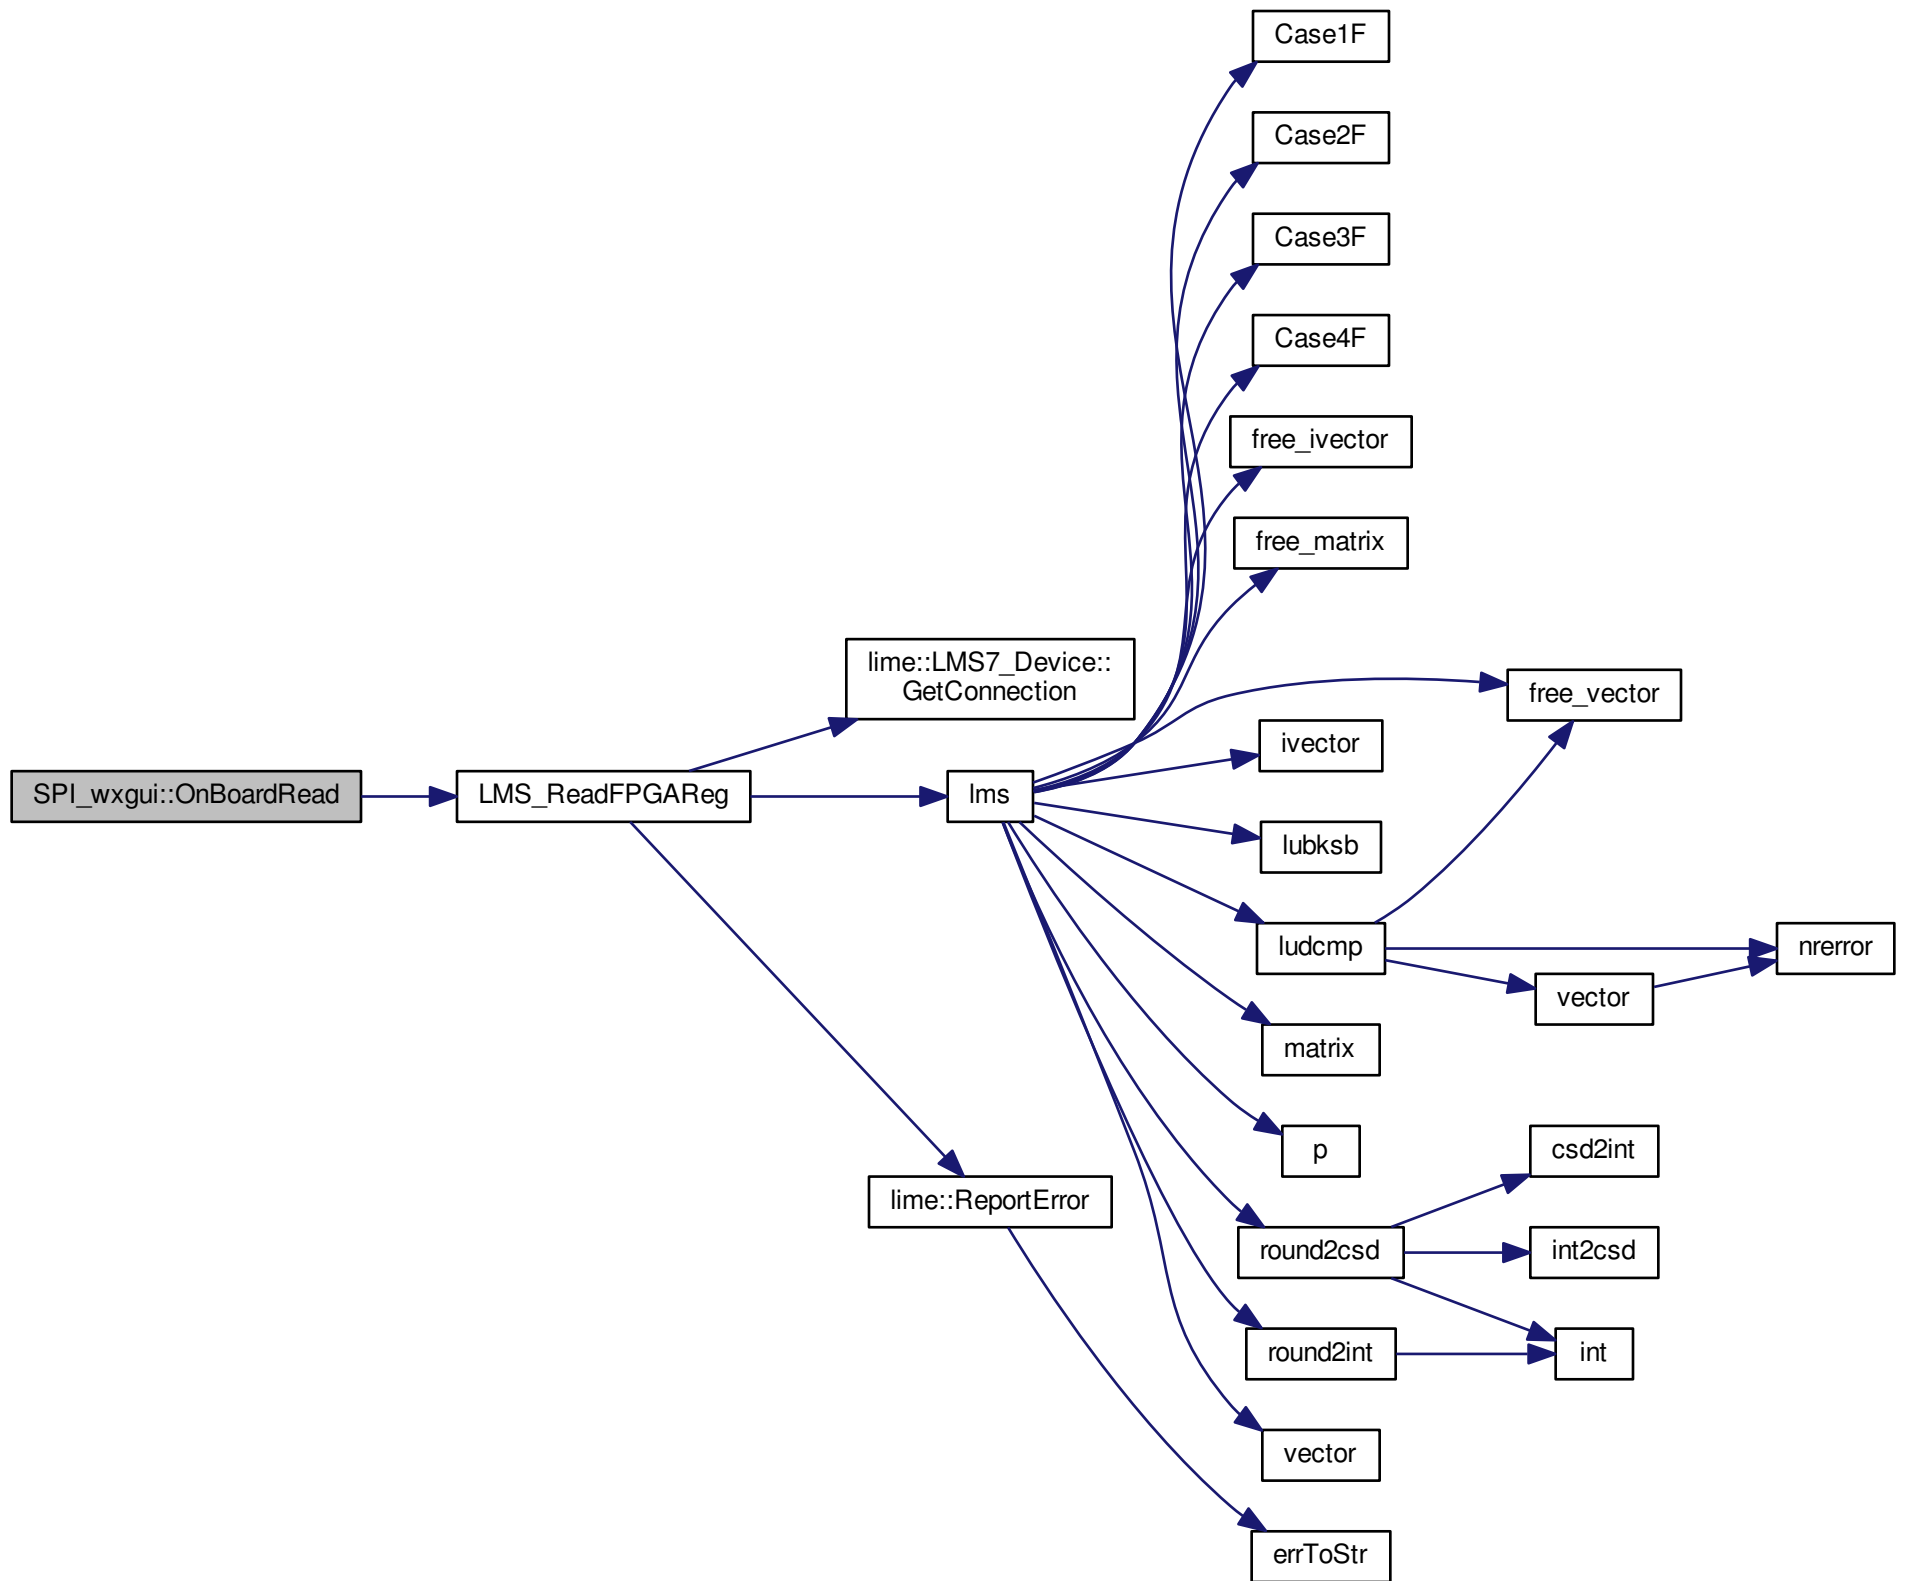 Case1F
Case2F
Case3F
Case4F
free_ivector
free_matrix
lime::LMS7_Device::
GetConnection
free_vector
ivector
SPI_wxgui::OnBoardRead
LMS_ReadFPGAReg
lms
lubksb
ludcmp
nrerror
vector
matrix
p
csd2int
lime::ReportError
round2csd
int2csd
round2int
int
vector
errToStr